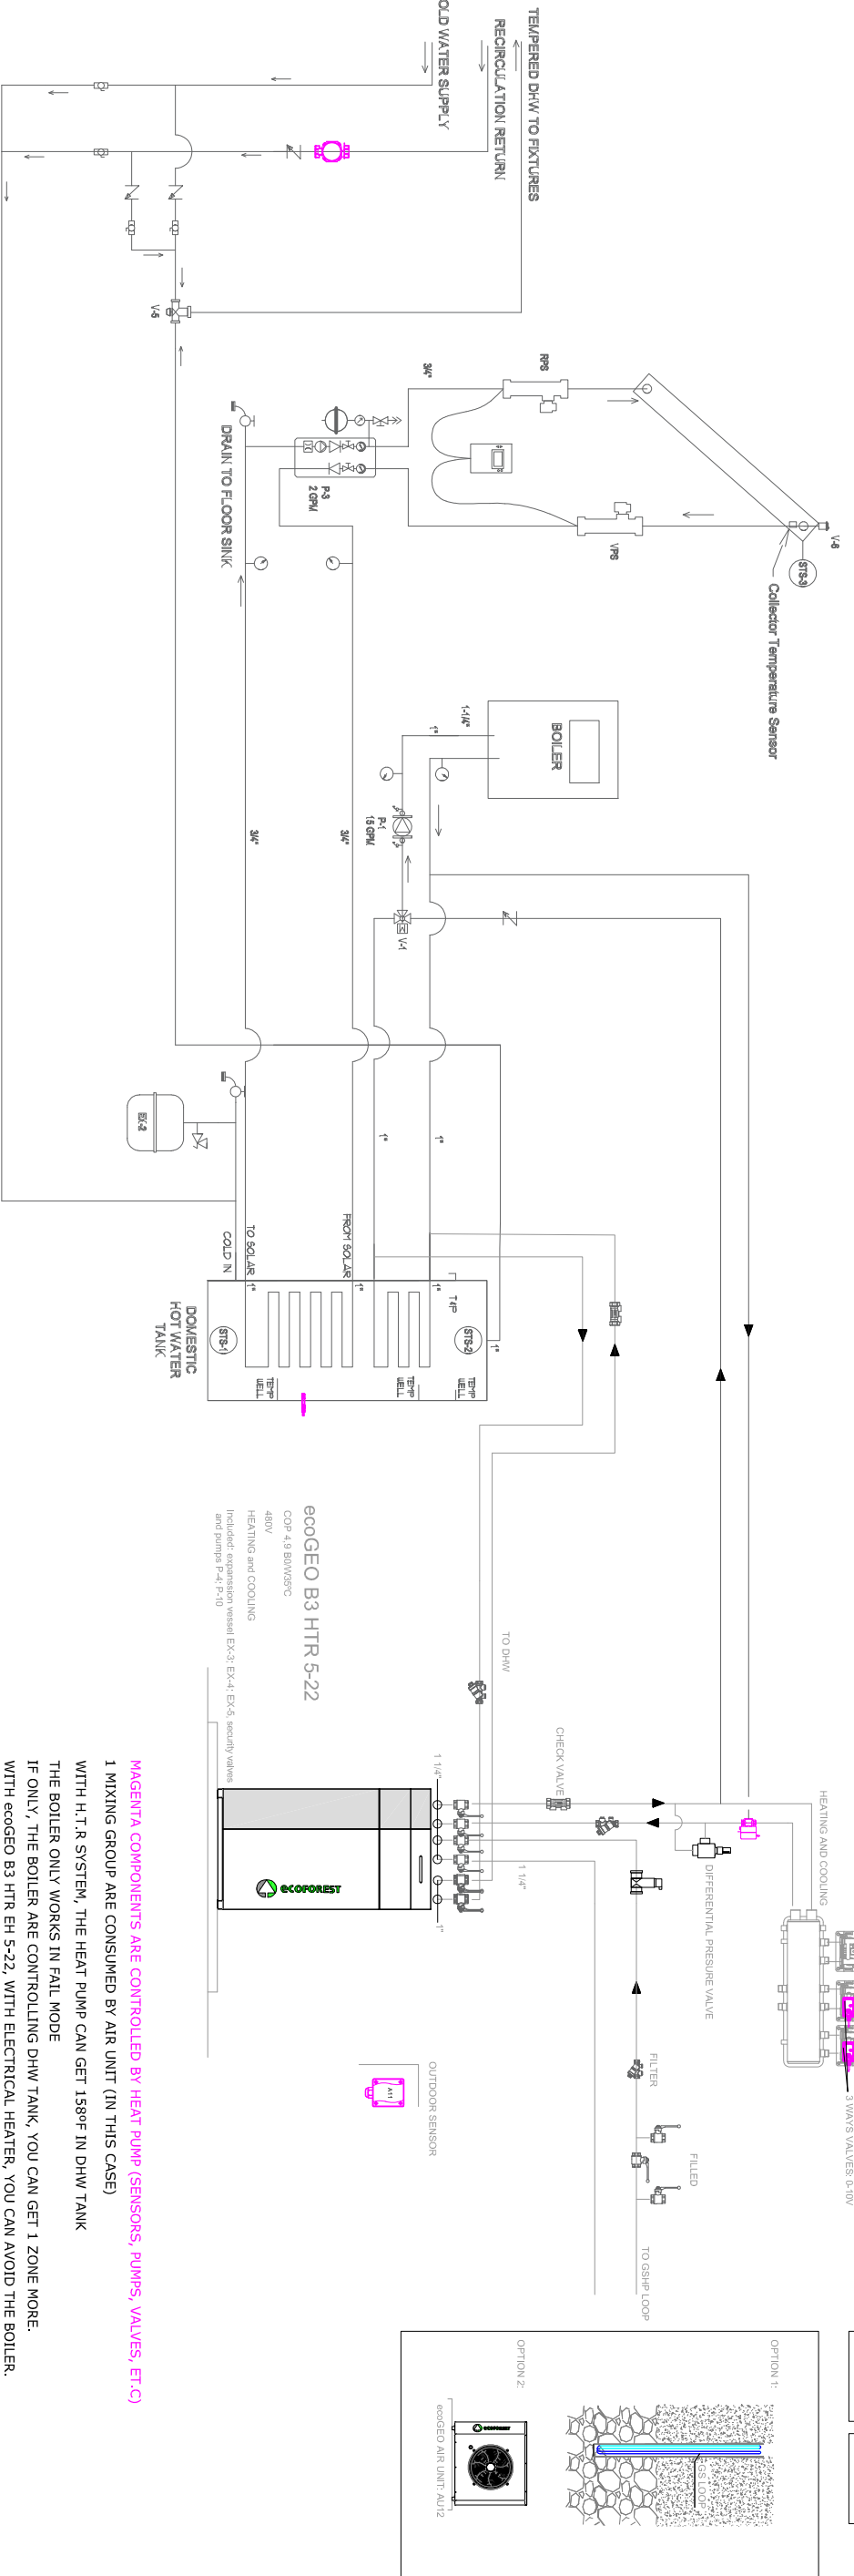 TEMPERED DHW TO FIXTURES
RECIRCULATION RETURN
OLD WATER SUPPLY
V-5
DRAIN TO FLOOR SINK
3/4"
RPS
P-3
2 GPM
VPS
V-6
STS-3
Collector Temperature Sensor
BOILER
1-1/4"
1"
P-1
15 GPM
V-1
3/4"
3/4"
1"
1"
EX-2
COLD IN
TO SOLAR
FROM SOLAR
1"
1"
1"
1"
T&P
STS-1
STS-2
TEMP
WELL
TEMP
WELL
TEMP
WELL
DOMESTIC
HOT WATER
TANK
ecoGEO B3 HTR 5-22
COP 4,9 B0/W35ºC
480V
HEATING and COOLING
Included: expanssion vessel EX-3; EX-4; EX-5, security valves
and pumps P-4; P-10
TO DHW
CHECK VALVE
HEATING AND COOLING
DIFFERENTIAL PRESURE VALVE
3 WAYS VALVES: 0-10V
1 1/4"
1 1/4"
1"
ecoforest
FILTER
FILLED
TO GSHP LOOP
OUTDOOR SENSOR
A11
OPTION 1:
GS LOOP
OPTION 2:
ecoforest
ecoGEO AIR UNIT: AU12
MAGENTA COMPONENTS ARE CONTROLLED BY HEAT PUMP (SENSORS, PUMPS, VALVES, ET.C)
1 MIXING GROUP ARE CONSUMED BY AIR UNIT (IN THIS CASE)
WITH H.T.R SYSTEM, THE HEAT PUMP CAN GET 158ºF IN DHW TANK
THE BOILER ONLY WORKS IN FAIL MODE
IF ONLY, THE BOILER ARE CONTROLLING DHW TANK, YOU CAN GET 1 ZONE MORE.
WITH ecoGEO B3 HTR EH 5-22, WITH ELECTRICAL HEATER, YOU CAN AVOID THE BOILER.